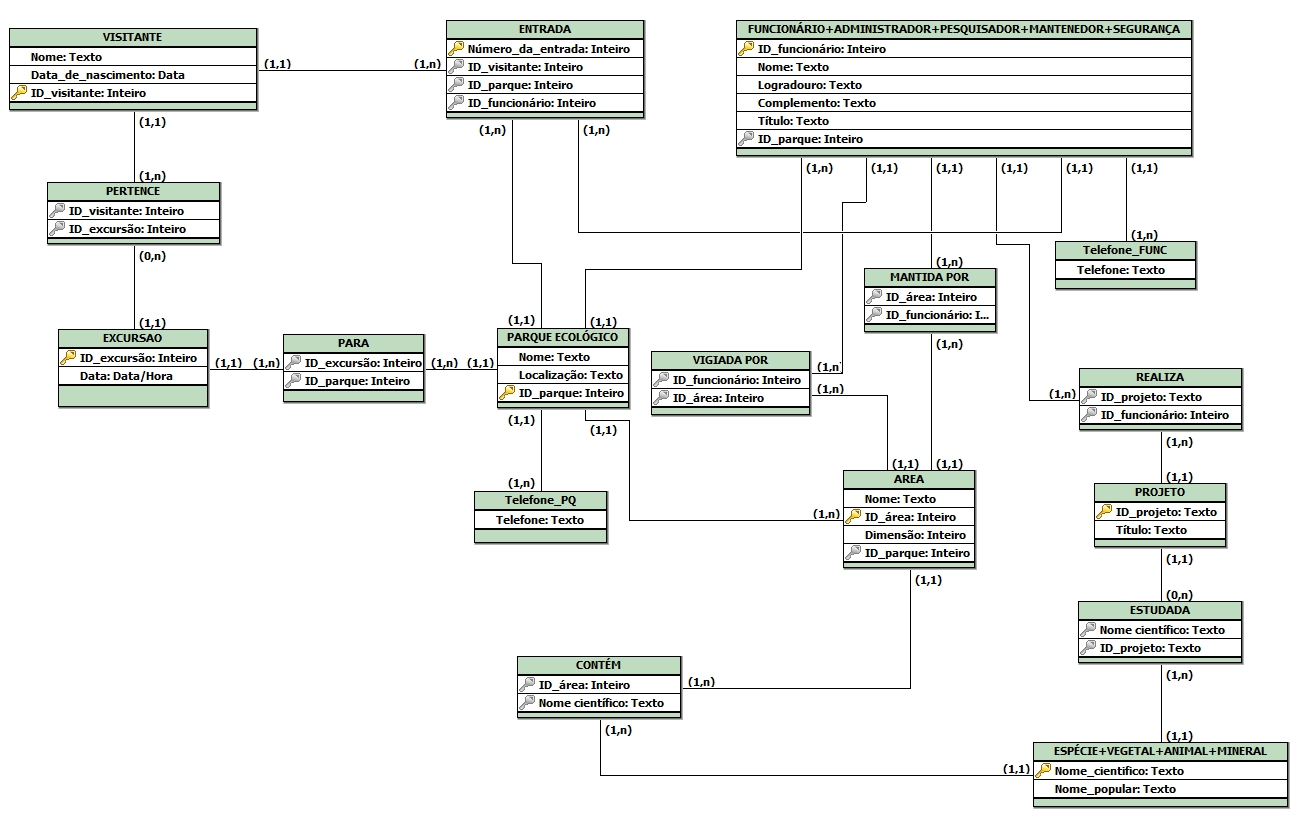 VISITANTE
Nome: Texto
Data_de_nascimento: Data
ID_visitante: Inteiro
(1,1)
(1,n)
ENTRADA
Número_da_entrada: Inteiro
ID_visitante: Inteiro
ID_parque: Inteiro
ID_funcionário: Inteiro
FUNCIONÁRIO+ADMINISTRADOR+PESQUISADOR+MANTENEDOR+SEGURANÇA
ID_funcionário: Inteiro
Nome: Texto
Logradouro: Texto
Complemento: Texto
Título: Texto
ID_parque: Inteiro
(1,1)
(1,n)
(1,n)
(1,n)
(1,1)
(1,1)
(1,1)
(1,1)
(1,1)
(1,n)
PERTENCE
ID_visitante: Inteiro
ID_excursão: Inteiro
(0,n)
(1,n)
Telefone_FUNC
Telefone: Texto
(1,n)
MANTIDA POR
ID_área: Inteiro
ID_funcionário: I...
(1,n)
(1,1)
EXCURSAO
ID_excursão: Inteiro
Data: Data/Hora
(1,1)
(1,n)
PARA
ID_excursão: Inteiro
ID_parque: Inteiro
(1,n)
(1,1)
(1,1)
(1,1)
PARQUE ECOLÓGICO
Nome: Texto
Localização: Texto
ID_parque: Inteiro
(1,1)
(1,1)
VIGIADA POR
ID_funcionário: Inteiro
ID_área: Inteiro
(1,n)
(1,n)
(1,n)
REALIZA
ID_projeto: Texto
ID_funcionário: Inteiro
(1,n)
(1,n)
Telefone_PQ
Telefone: Texto
(1,1)
(1,1)
AREA
Nome: Texto
ID_área: Inteiro
Dimensão: Inteiro
ID_parque: Inteiro
(1,n)
(1,1)
(1,1)
PROJETO
ID_projeto: Texto
Título: Texto
(1,1)
(0,n)
ESTUDADA
Nome científico: Texto
ID_projeto: Texto
(1,n)
CONTÉM
ID_área: Inteiro
Nome científico: Texto
(1,n)
(1,n)
(1,1)
(1,1)
ESPÉCIE+VEGETAL+ANIMAL+MINERAL
Nome_cientifico: Texto
Nome_popular: Texto